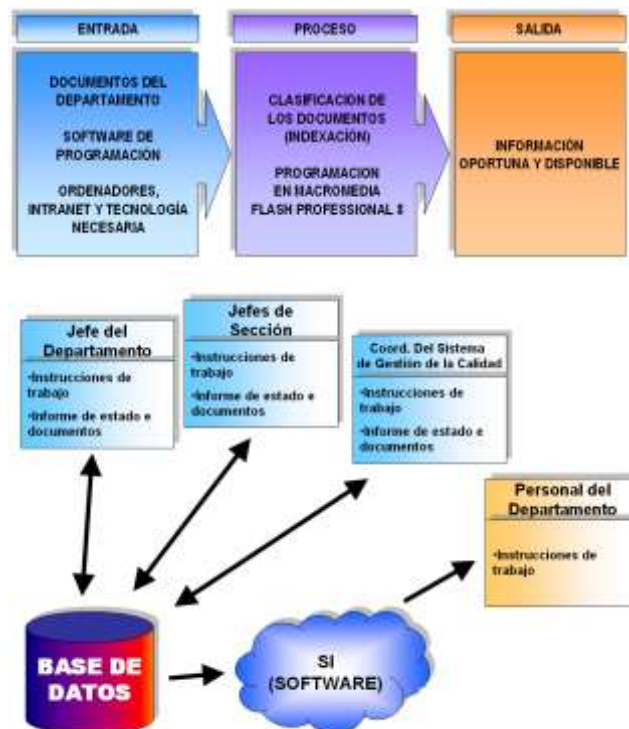 ENTRADA
PROCESO
SALIDA
DOCUMENTOS DEL
DEPARTAMENTO
SOFTWARE DE
PROGRAMACIÓN
ORDENADORES,
INTRANET Y TECNOLOGÍA
NECESARIA
CLASIFICACION DE
LOS DOCUMENTOS
(INDEXACIÓN)
PROGRAMACION
EN MACROMEDIA
FLASH PROFESSIONAL 8
INFORMACIÓN
OPORTUNA Y DISPONIBLE
Jefe del
Departamento
•Instrucciones de
trabajo
•Informe de estado e
documentos
Jefes de
Sección
•Instrucciones de
trabajo
•Informe de estado e
documentos
Coord. Del Sistema
de Gestión de la Calidad
•Instrucciones de
trabajo
•Informe de estado e
documentos
Personal del
Departamento
•Instrucciones de
trabajo
BASE DE
DATOS
SI
(SOFTWARE)